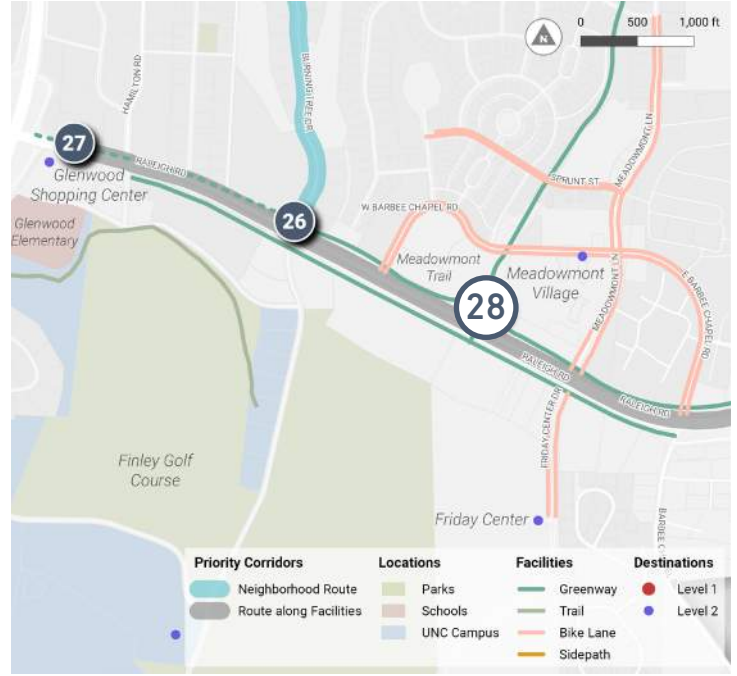 0 500 1,000 ft
N
HAMILTON RD
BURNING TREE DR
27
RALEIGH RD
Glenwood
Shopping Center
Glenwood
Elementary
26
SPRUNT ST
MEADOWMONT LN
W BARBEE CHAPEL RD
Meadowmont
Trail
Meadowmont
Village
28
MEADOWMONT LN
E BARBEE CHAPEL RD
RALEIGH RD
RALEIGH RD
FRIDAY CENTER DR
Finley Golf
Course
Friday Center
BARBEE C
Priority Corridors
Neighborhood Route
Route along Facilities
Locations
Parks
Schools
UNC Campus
Facilities
Greenway
Trail
Bike Lane
Sidepath
Destinations
Level 1
Level 2